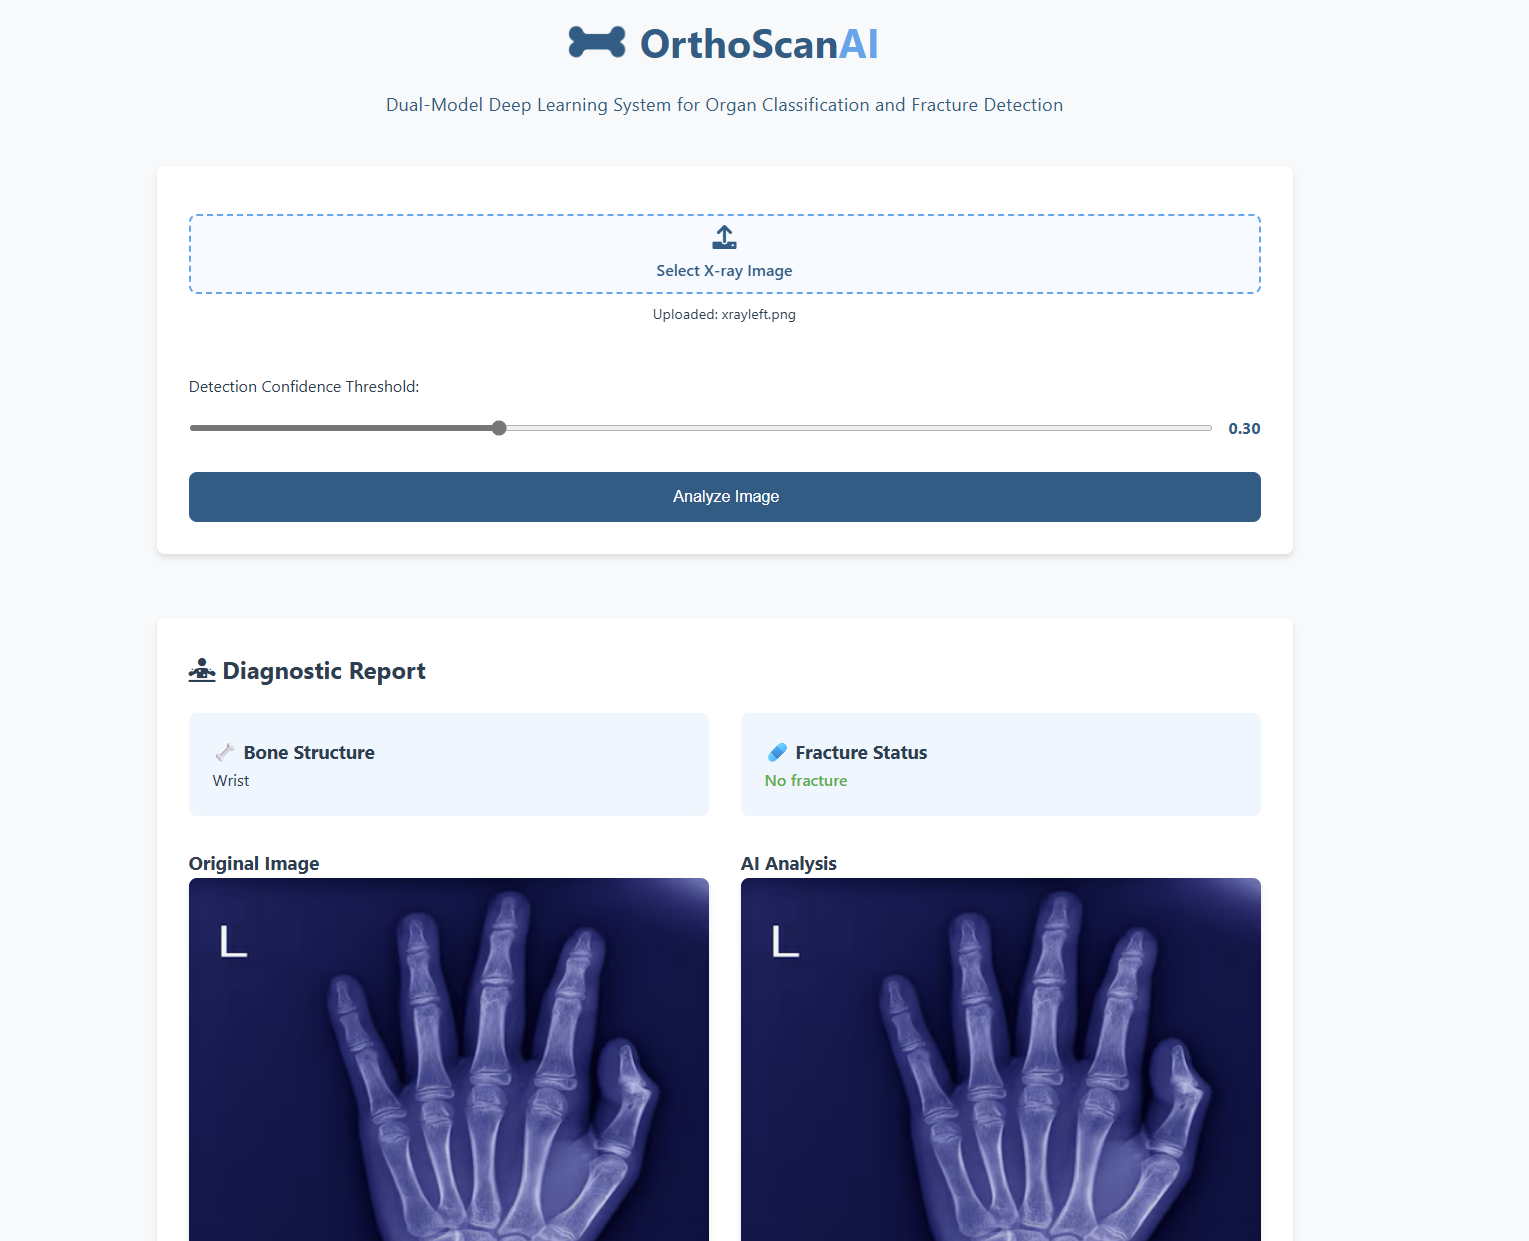 OrthoScanAI
Dual-Model Deep Learning System for Organ Classification and Fracture Detection
Select X-ray Image
Uploaded: xrayleft.png
Detection Confidence Threshold:
0.30
Analyze Image
Diagnostic Report
Bone Structure
Wrist
Fracture Status
No fracture
Original Image
AI Analysis
L
L